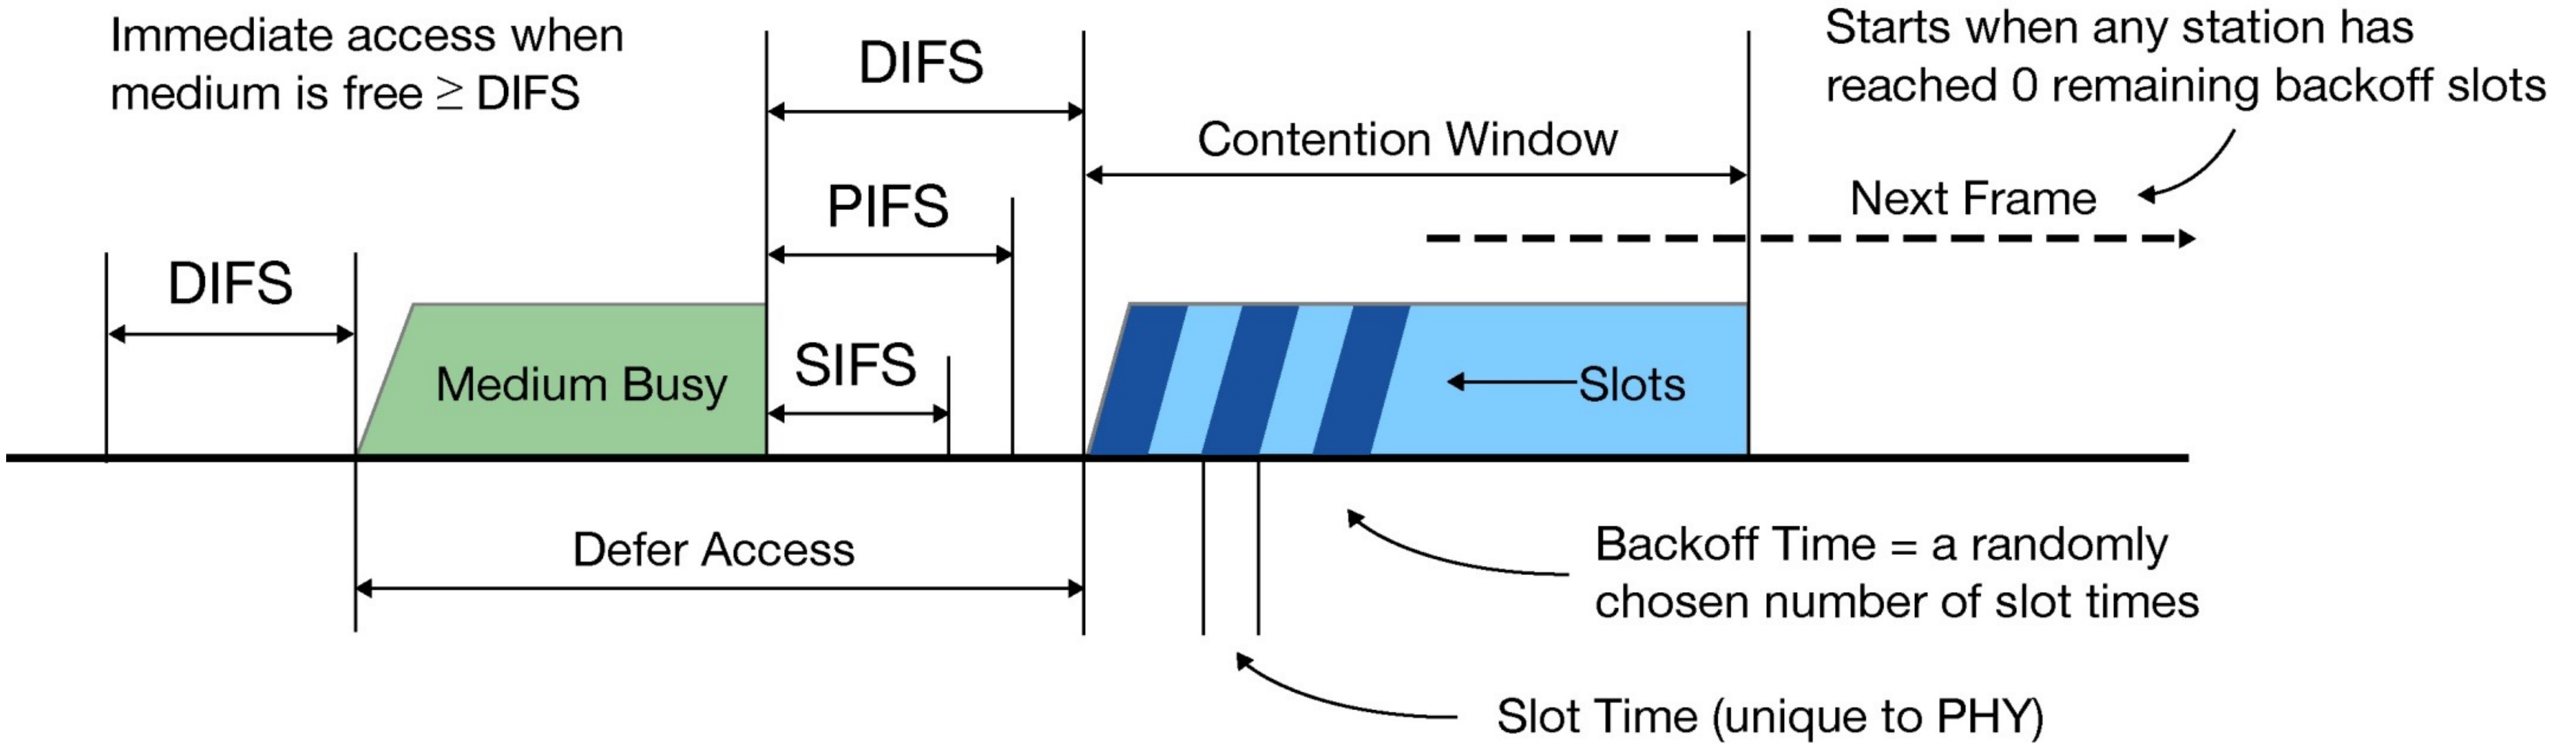 Immediate access when
medium is free ≥ DIFS
DIFS
Starts when any station has
reached 0 remaining backoff slots
Contention Window
PIFS
Next Frame
DIFS
SIFS
Medium Busy
Slots
Defer Access
Backoff Time = a randomly
chosen number of slot times
Slot Time (unique to PHY)